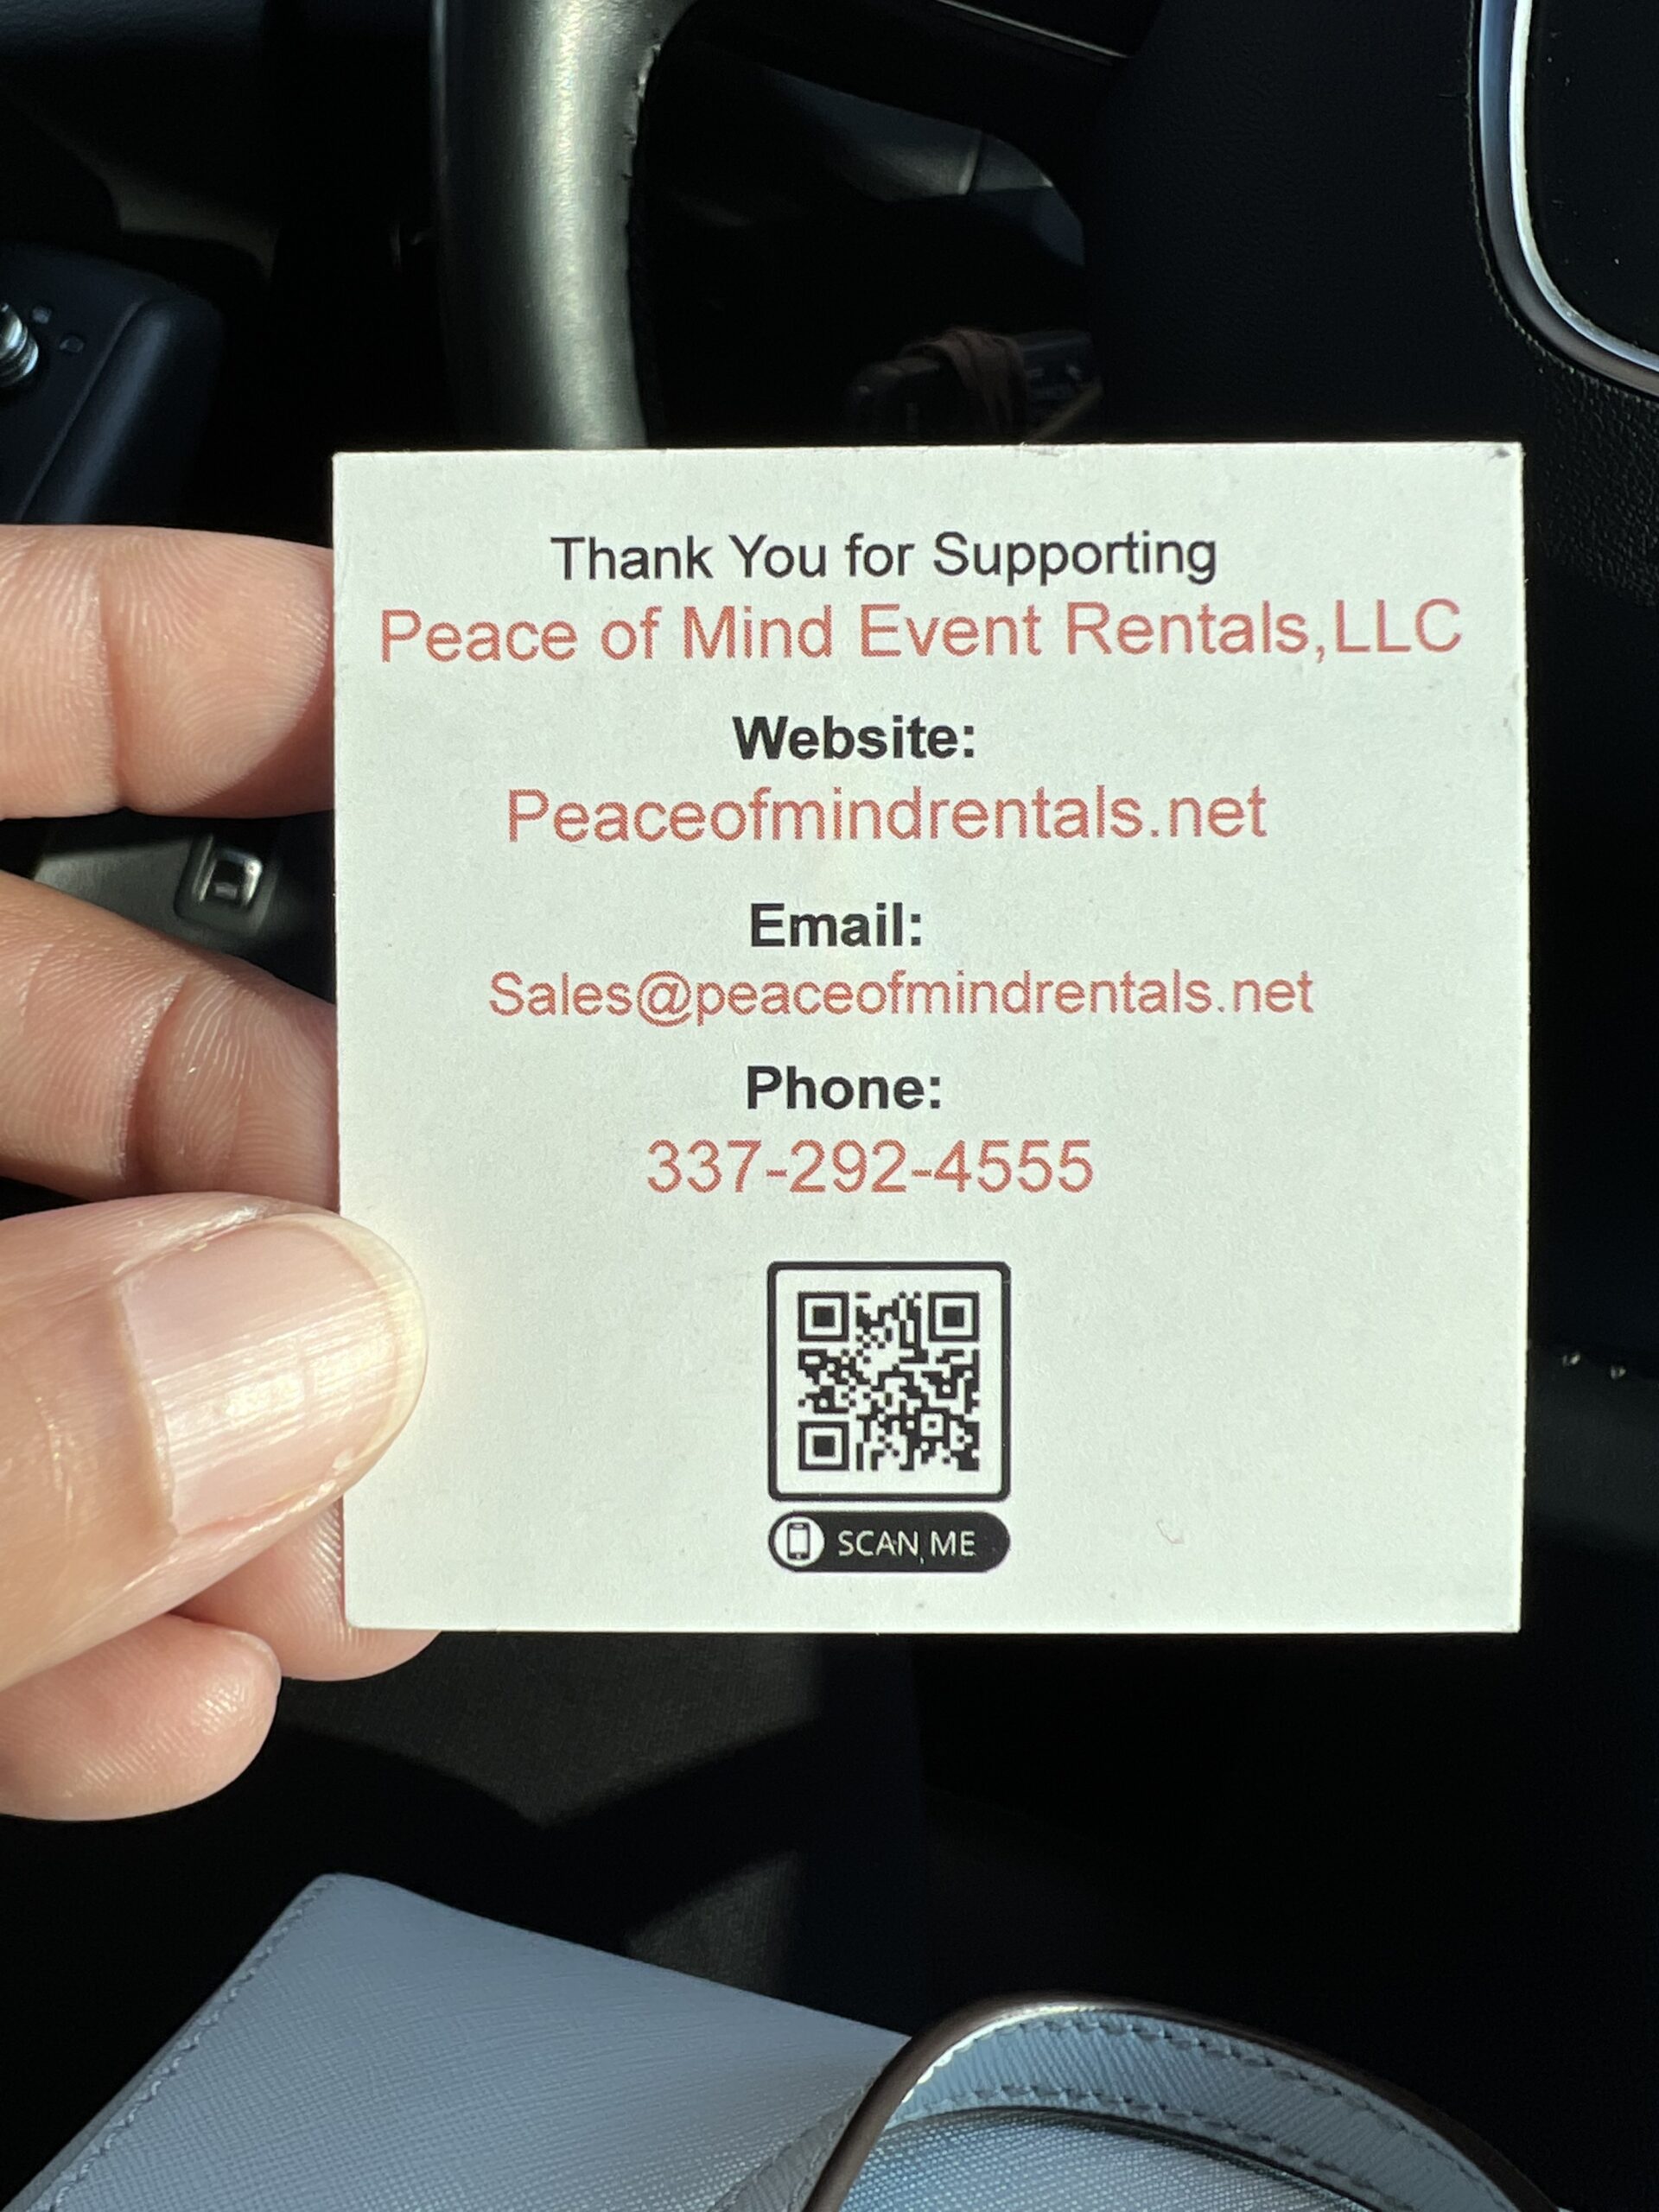 Thank You for Supporting
Peace of Mind Event Rentals,LLC
Website:
Peaceofmindrentals.net
Email:
Sales@peaceofmindrentals.net
Phone:
337-292-4555
SCAN ME